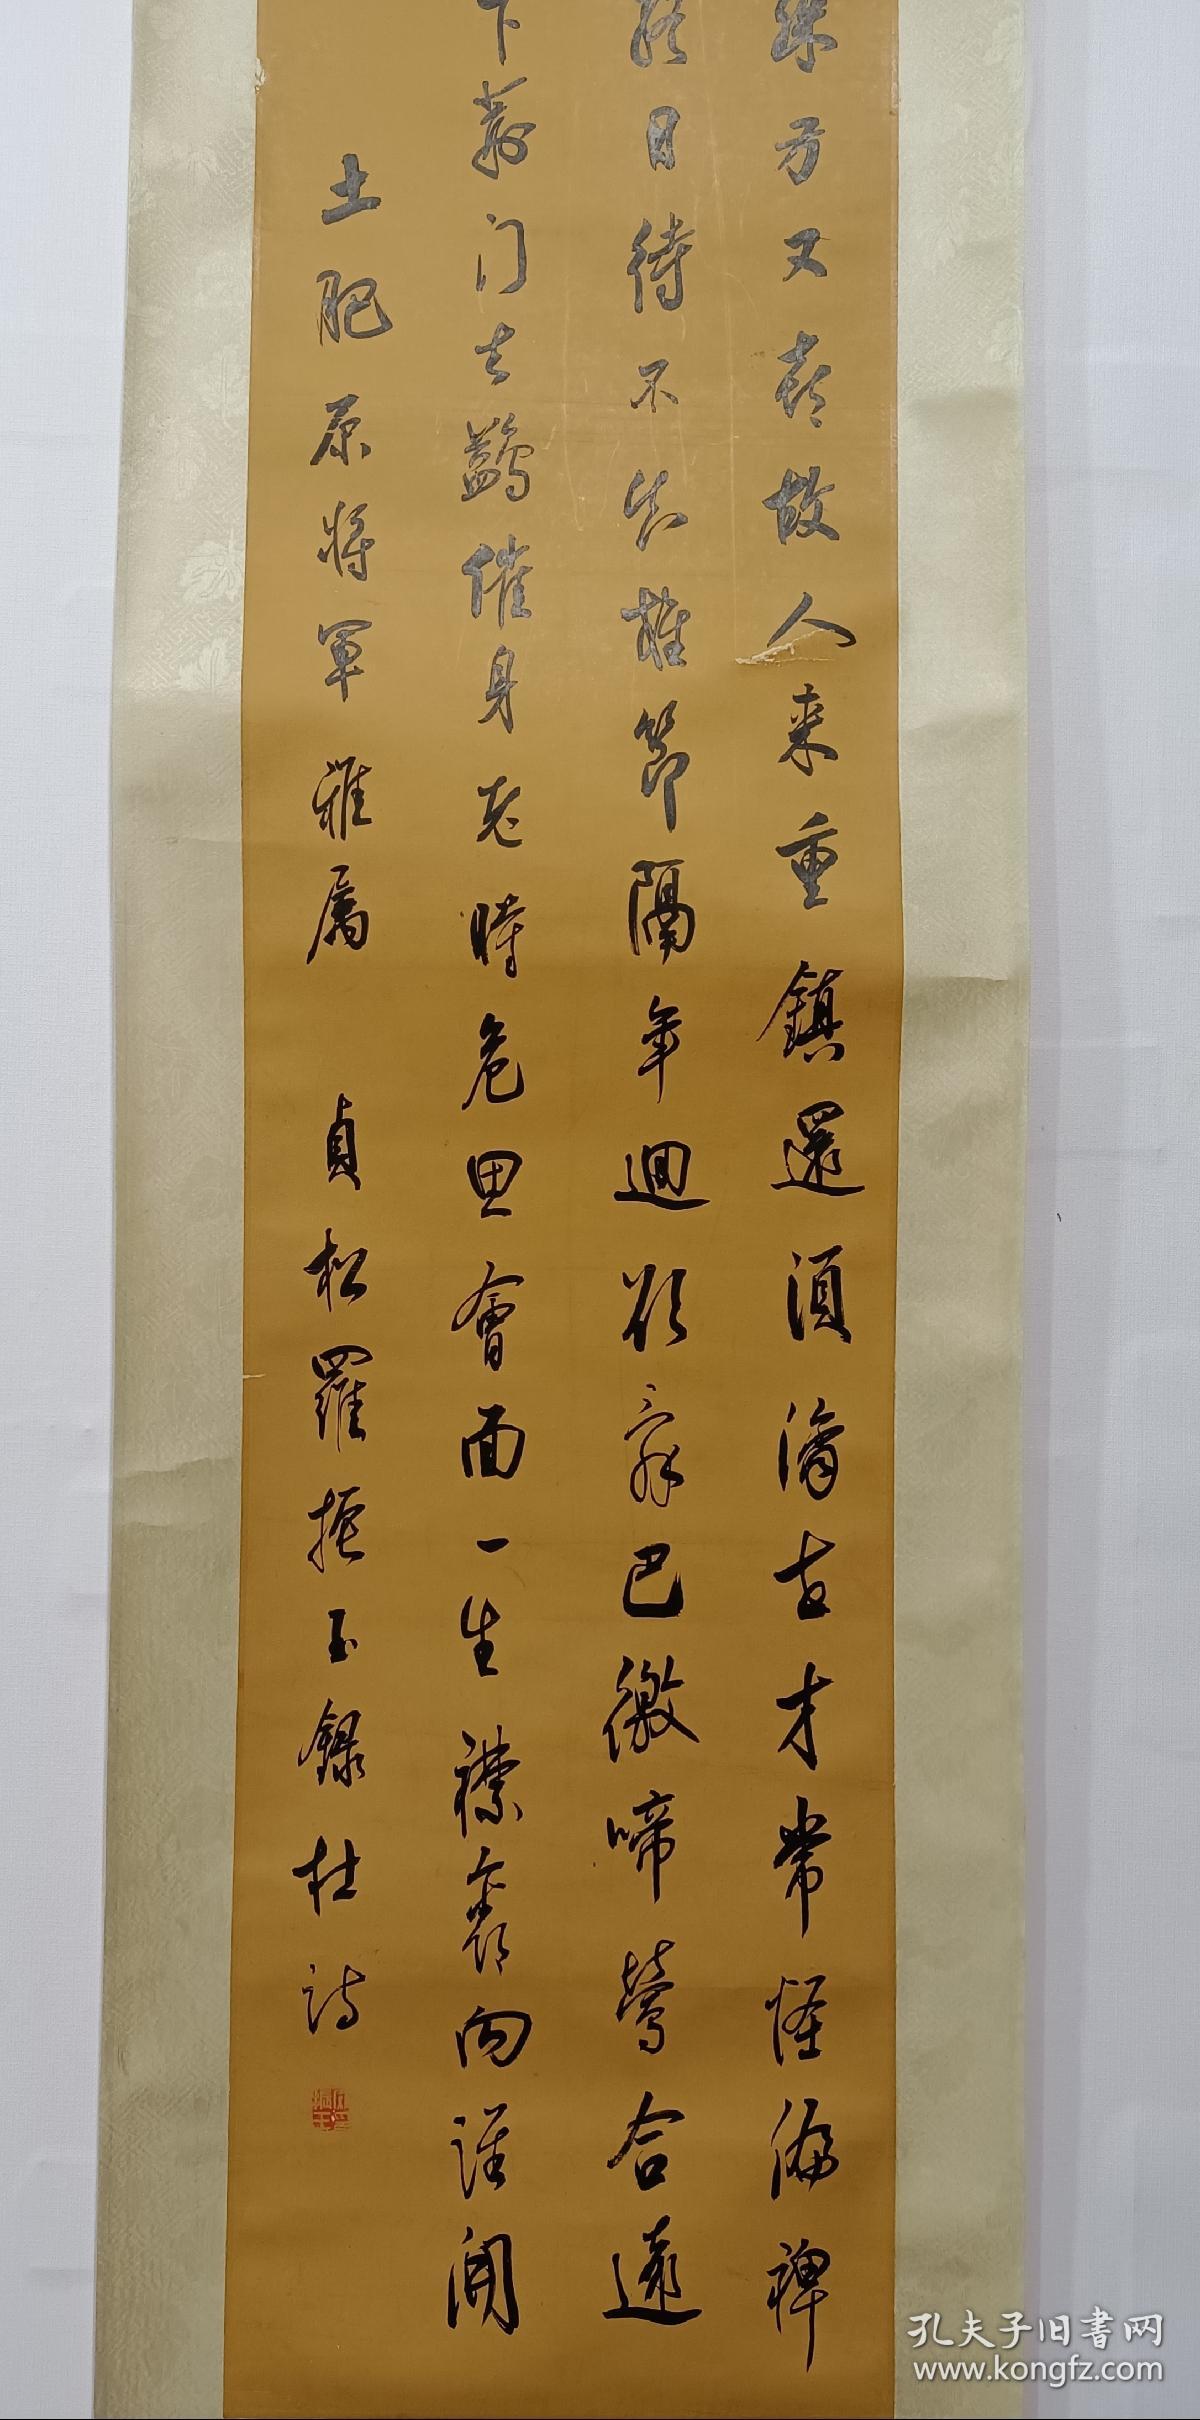 殊方又喜故人來重鎮還須濟世才常怪偏裨
終日待不知旌節隔年迴欲辭巴徼啼鶯合遠
下荊門去鷁催身老時危思會面一生襟袌向誰開
土肥原將軍雅屬 貞松羅振玉錄杜詩
孔夫子旧书网
www.kongfz.com